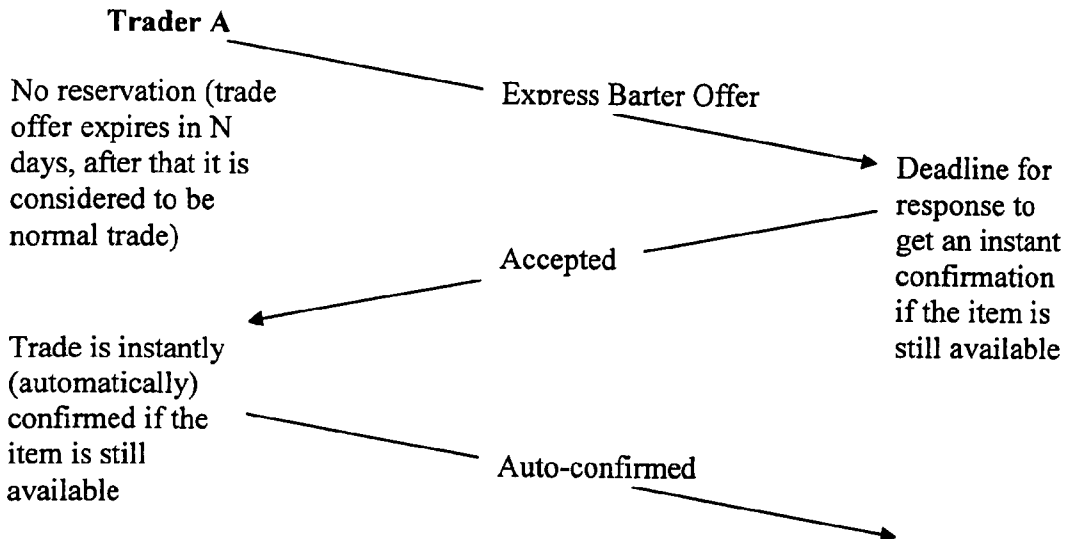 Trader A
No reservation (trade
offer expires in N
days, after that it is
considered to be
normal trade)
Express Barter Offer
Deadline for
response to
get an instant
confirmation
if the item is
still available
Accepted
Trade is instantly
(automatically)
confirmed if the
item is still
available
Auto-confirmed